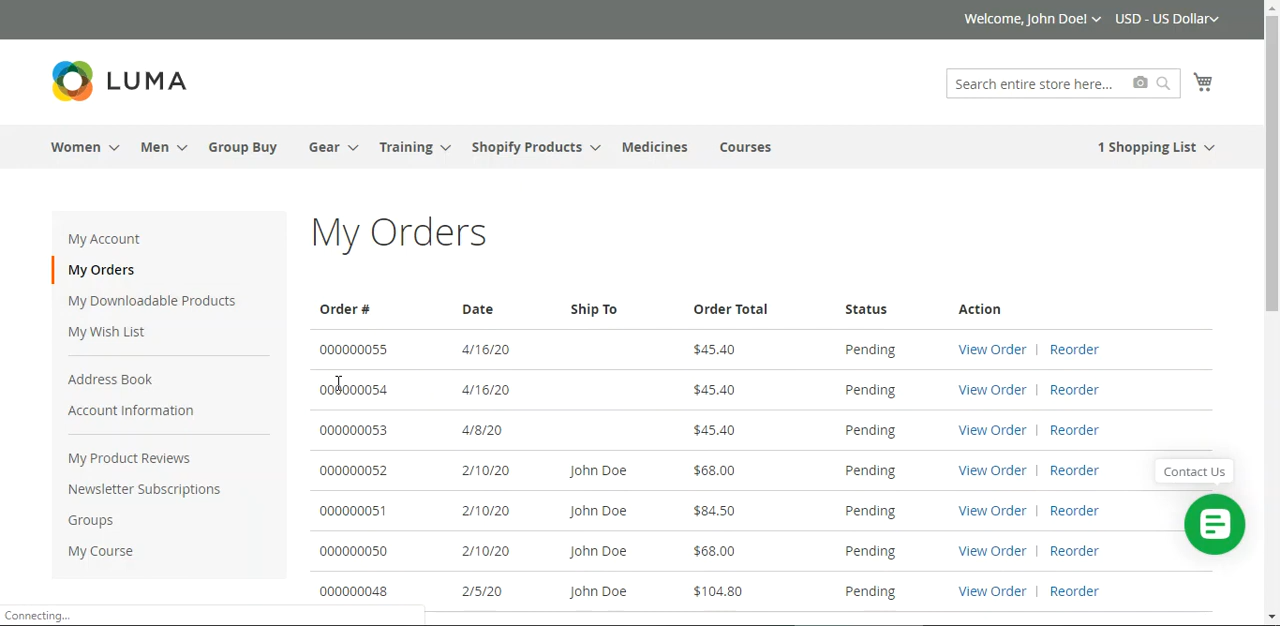 Welcome, John Doe! USD - US Dollar
LUMA
Search entire store here...
Women Men Group Buy Gear Training Shopify Products Medicines Courses 1 Shopping List
My Account
My Orders
My Downloadable Products
My Wish List
Address Book
Account Information
My Product Reviews
Newsletter Subscriptions
Groups
My Course
My Orders
Order # Date Ship To Order Total Status Action
000000055 4/16/20 $45.40 Pending View Order | Reorder
000000054 4/16/20 $45.40 Pending View Order | Reorder
000000053 4/8/20 $45.40 Pending View Order | Reorder
000000052 2/10/20 John Doe $68.00 Pending View Order | Reorder
000000051 2/10/20 John Doe $84.50 Pending View Order | Reorder
000000050 2/10/20 John Doe $68.00 Pending View Order | Reorder
000000048 2/5/20 John Doe $104.80 Pending View Order | Reorder
Contact Us
Connecting...